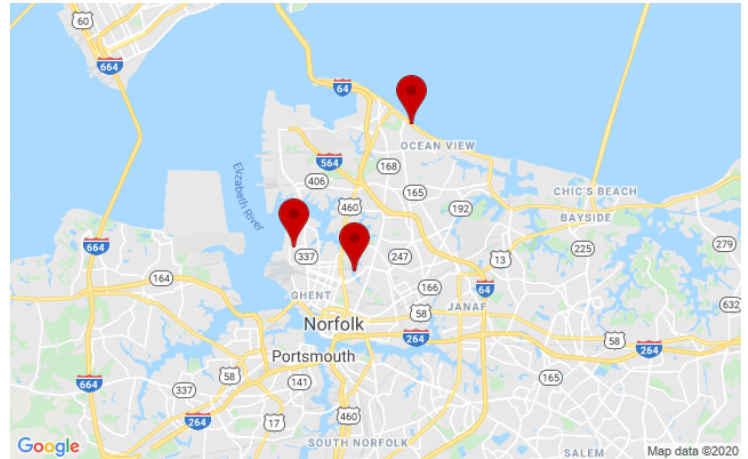 60
664
64
OCEAN VIEW
564
168
406
165
460
192
CHIC'S BEACH
BAYSIDE
Elizabeth River
664
337
247
13
225
279
164
166
64
GHENT
58
JANAF
632
Norfolk
264
58
264
Portsmouth
664
58
141
165
337
264
17
460
SOUTH NORFOLK
SALEM
Google
Map data ©2020